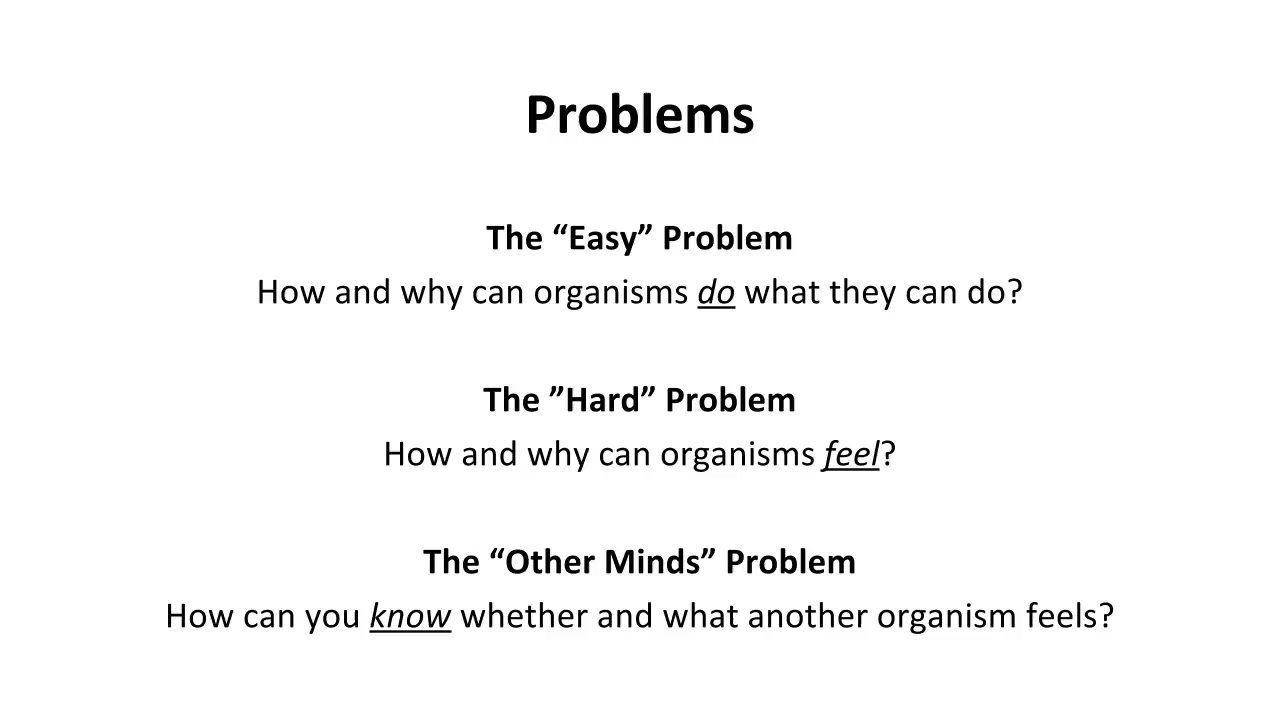 Problems
The “Easy” Problem
How and why can organisms do what they can do?
The ”Hard” Problem
How and why can organisms feel?
The “Other Minds” Problem
How can you know whether and what another organism feels?